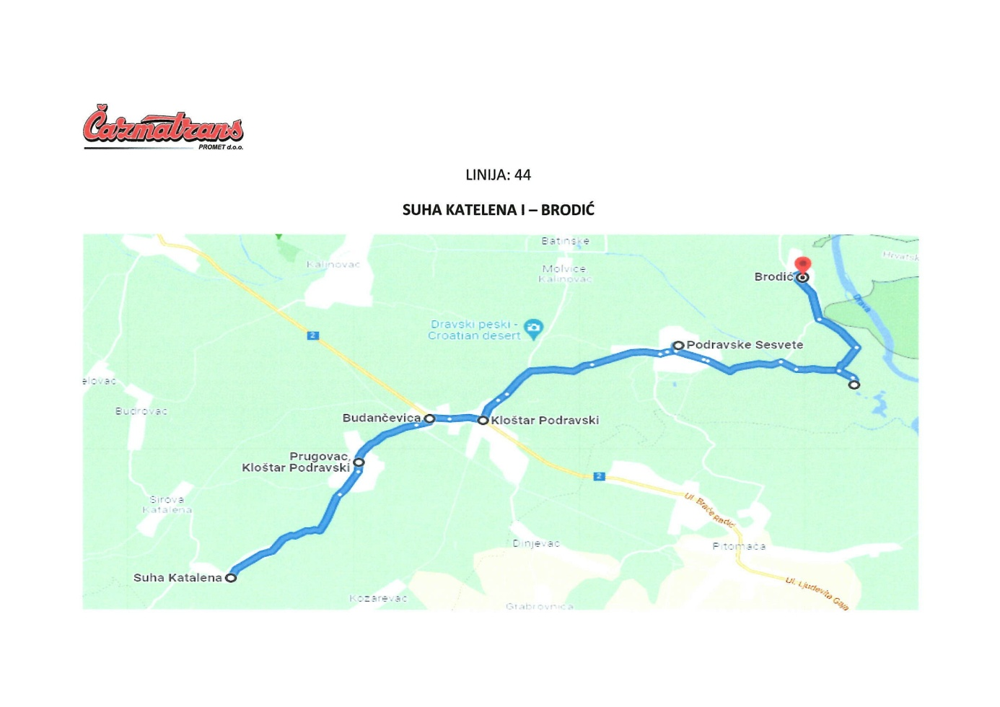 Čazmatrans
PROMET d.o.o.
LINIJA: 44
SUHA KATELENA I – BRODIĆ
Batinske
Kalinovac
Molvice,
Kalinovac
Hrvatsk
Brodić
Drava
Dravski peski -
Croatian desert
2
Podravske Sesvete
elovac
Budrovac
Budančevica
Kloštar Podravski
Prugovac,
Kloštar Podravski
2
Sirova
Katalena
Ul. Braće Radić
Dinjevac
Pitomača
Suha Katalena
Ul. Ljudevita Gaja
Kozarevac
Grabrovnica